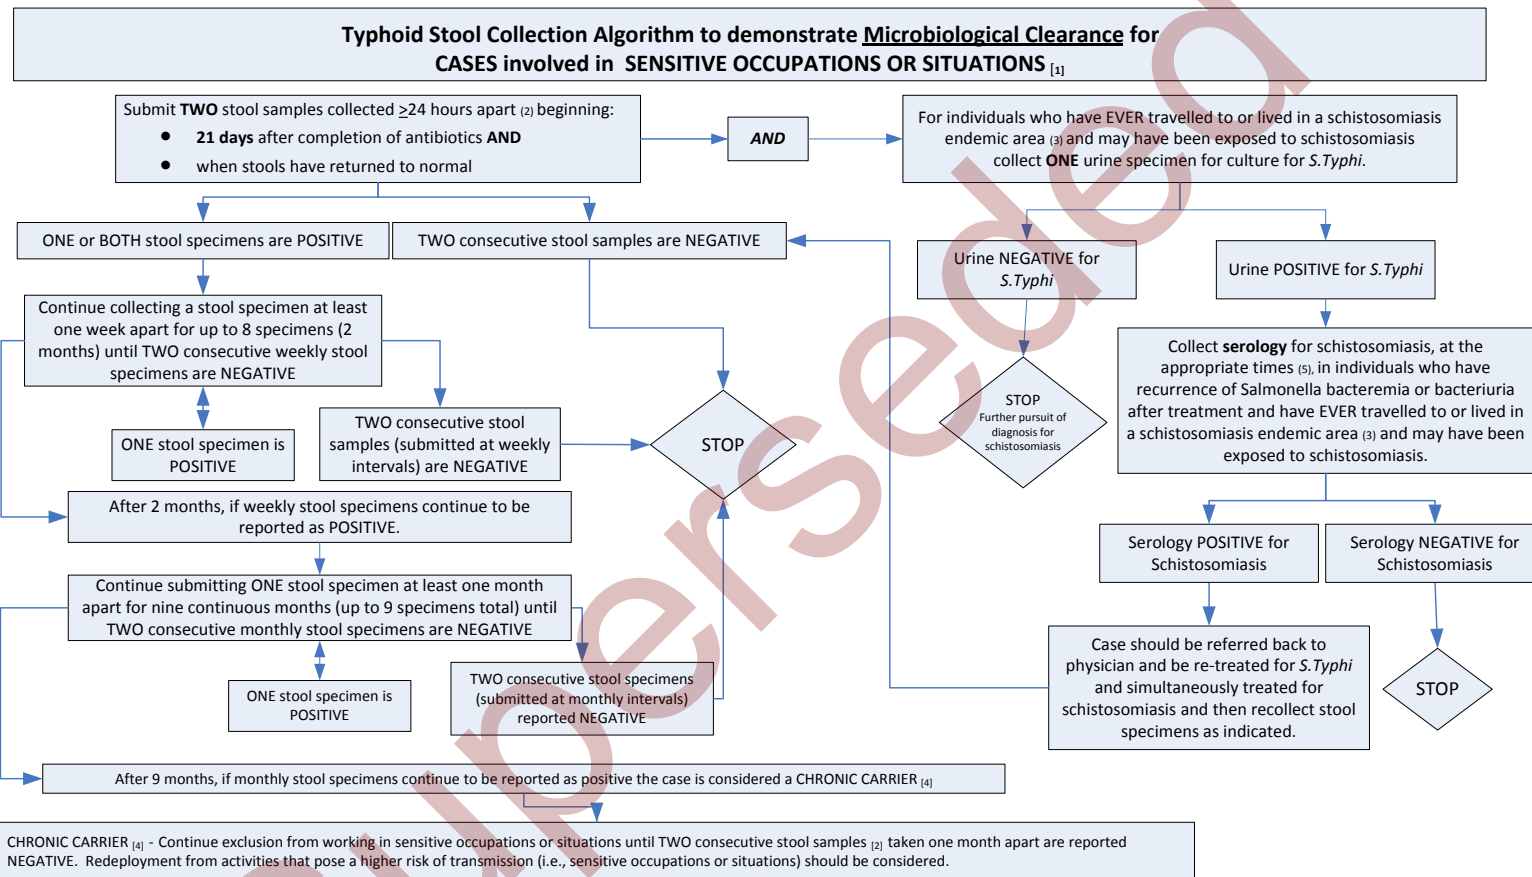 Typhoid Stool Collection Algorithm to demonstrate Microbiological Clearance for
CASES involved in  SENSITIVE OCCUPATIONS OR SITUATIONS [1]
Submit TWO stool samples collected ≥24 hours apart (2) beginning:
● 21 days after completion of antibiotics AND
● when stools have returned to normal
AND
For individuals who have EVER travelled to or lived in a schistosomiasis
endemic area (3) and may have been exposed to schistosomiasis
collect ONE urine specimen for culture for S.Typhi.
ONE or BOTH stool specimens are POSITIVE
TWO consecutive stool samples are NEGATIVE
Urine NEGATIVE for
S.Typhi
Urine POSITIVE for S.Typhi
Continue collecting a stool specimen at least
one week apart for up to 8 specimens (2
months) until TWO consecutive weekly stool
specimens are NEGATIVE
Collect serology for schistosomiasis, at the
appropriate times (5), in individuals who have
recurrence of Salmonella bacteremia or bacteriuria
after treatment and have EVER travelled to or lived in
a schistosomiasis endemic area (3) and may have been
exposed to schistosomiasis.
STOP
Further pursuit of
diagnosis for
schistosomiasis
ONE stool specimen is
POSITIVE
TWO consecutive stool
samples (submitted at weekly
intervals) are NEGATIVE
STOP
After 2 months, if weekly stool specimens continue to be
reported as POSITIVE.
Serology POSITIVE for
Schistosomiasis
Serology NEGATIVE for
Schistosomiasis
Continue submitting ONE stool specimen at least one month
apart for nine continuous months (up to 9 specimens total) until
TWO consecutive monthly stool specimens are NEGATIVE
Case should be referred back to
physician and be re-treated for S.Typhi
and simultaneously treated for
schistosomiasis and then recollect stool
specimens as indicated.
STOP
ONE stool specimen is
POSITIVE
TWO consecutive stool specimens
(submitted at monthly intervals)
reported NEGATIVE
After 9 months, if monthly stool specimens continue to be reported as positive the case is considered a CHRONIC CARRIER [4]
CHRONIC CARRIER [4] - Continue exclusion from working in sensitive occupations or situations until TWO consecutive stool samples [2] taken one month apart are reported
NEGATIVE.  Redeployment from activities that pose a higher risk of transmission (i.e., sensitive occupations or situations) should be considered.
uperseded